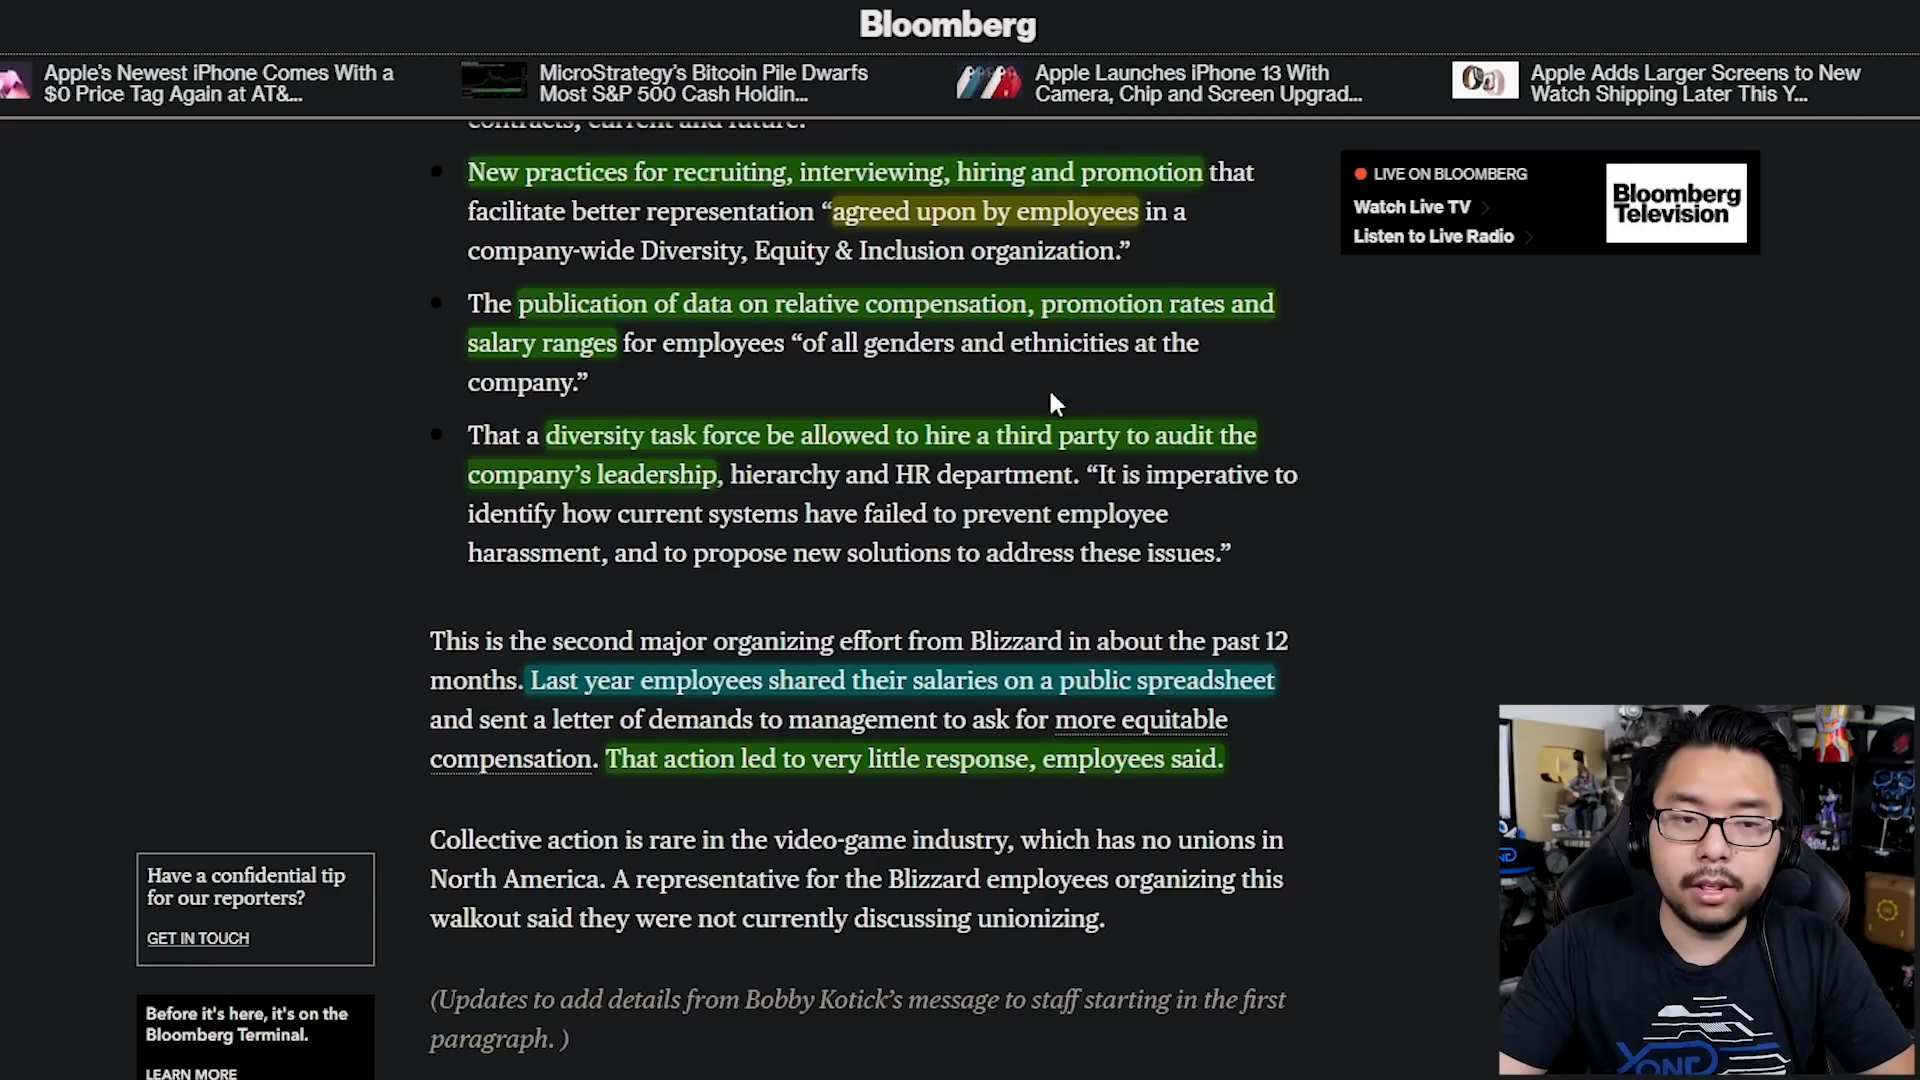 Bloomberg
Apple's Newest iPhone Comes With a
$0 Price Tag Again at AT&...
MicroStrategy's Bitcoin Pile Dwarfs
Most S&P 500 Cash Holdin...
Apple Launches iPhone 13 With
Camera, Chip and Screen Upgrad...
Apple Adds Larger Screens to New
Watch Shipping Later This Y...
contracts, current and future.
New practices for recruiting, interviewing, hiring and promotion that
facilitate better representation “agreed upon by employees in a
company-wide Diversity, Equity & Inclusion organization.”
The publication of data on relative compensation, promotion rates and
salary ranges for employees “of all genders and ethnicities at the
company.”
That a diversity task force be allowed to hire a third party to audit the
company’s leadership, hierarchy and HR department. “It is imperative to
identify how current systems have failed to prevent employee
harassment, and to propose new solutions to address these issues.”
This is the second major organizing effort from Blizzard in about the past 12
months. Last year employees shared their salaries on a public spreadsheet
and sent a letter of demands to management to ask for more equitable
compensation. That action led to very little response, employees said.
Collective action is rare in the video-game industry, which has no unions in
North America. A representative for the Blizzard employees organizing this
walkout said they were not currently discussing unionizing.
(Updates to add details from Bobby Kotick’s message to staff starting in the first
paragraph. )
LIVE ON BLOOMBERG
Watch Live TV
Listen to Live Radio
Bloomberg
Television
Have a confidential tip
for our reporters?
GET IN TOUCH
Before it's here, it's on the
Bloomberg Terminal.
LEARN MORE